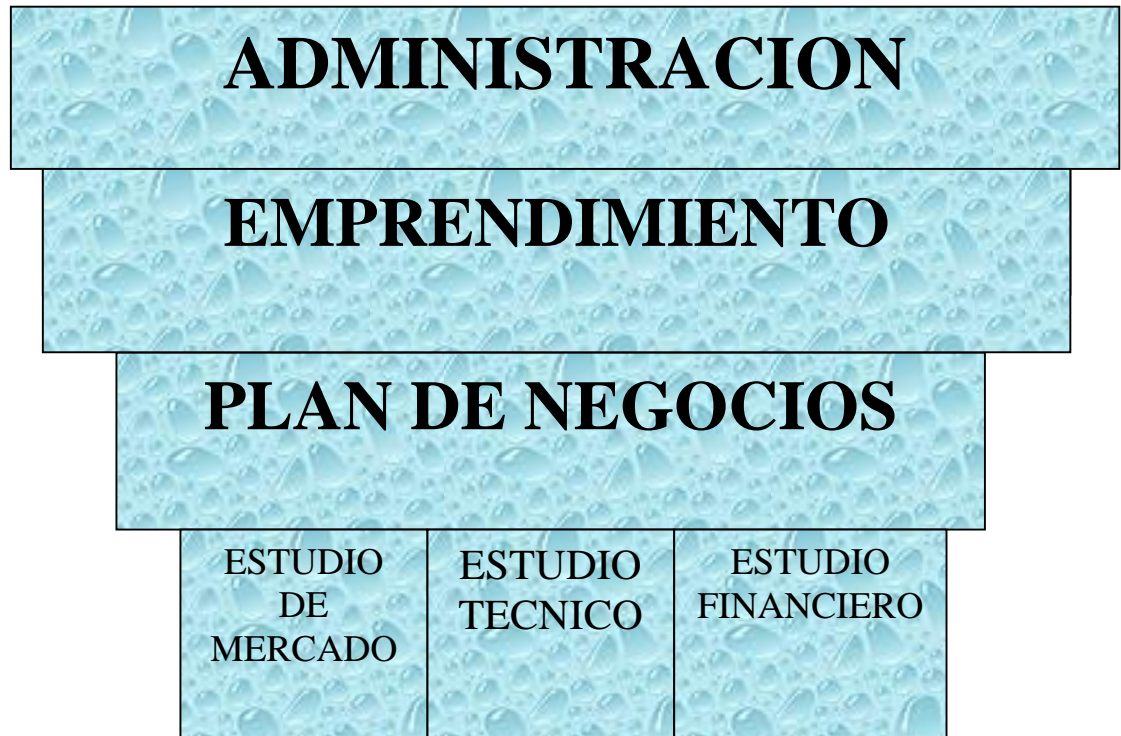 ADMINISTRACION
EMPRENDIMIENTO
PLAN DE NEGOCIOS
ESTUDIO
DE
MERCADO
ESTUDIO
TECNICO
ESTUDIO
FINANCIERO